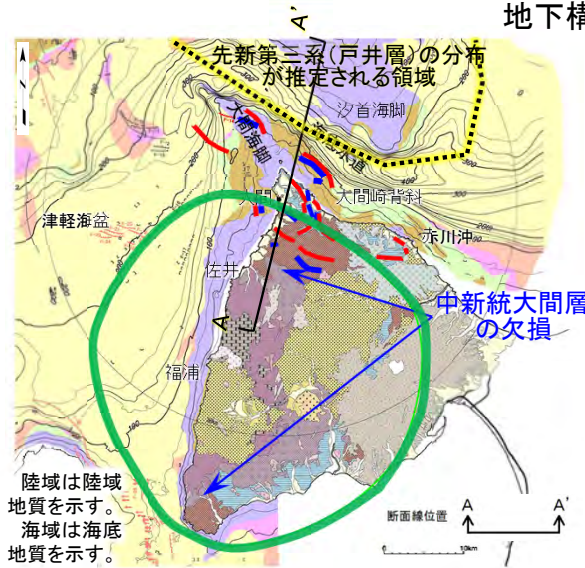 地下構
A'
先新第三系(戸井層)の分布
が推定される領域
汐首海脚
大間海脚
大間
大間崎背斜
津軽海盆
赤川沖
佐井
中新統大間層
の欠損
A
福浦
陸域は陸域
地質を示す。
海域は海底
地質を示す。
断面線位置
A
A'
0
10km